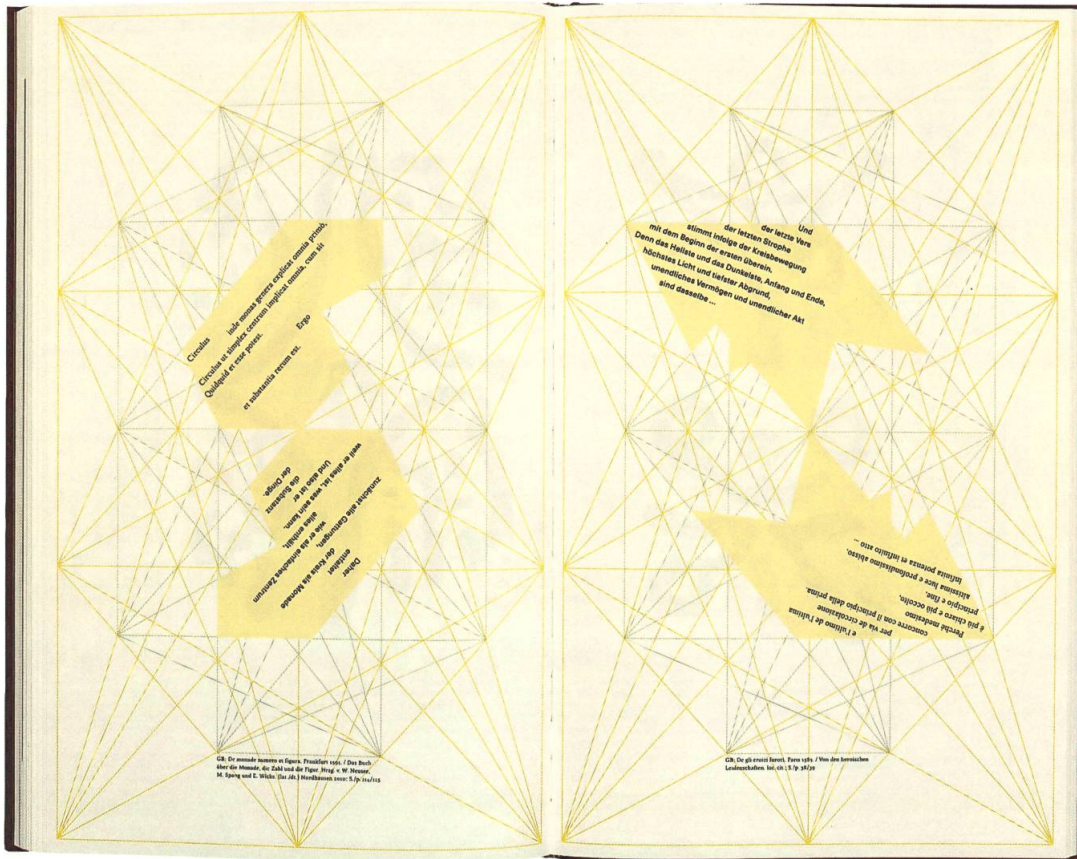 Circulus inde monas genera explicat omnia primò,
Circulus ut simplex centrum implicat omnia, cum sit
Quidquid et esse potest. Ergo
et substantia rerum est.
Daher
entfaltet
der Kreis als Monade
zunächst alle Gattungen,
wie er als einfaches Zentrum
alles enthält,
weil er alles ist, was sein kann.
Und also ist er
die Substanz
der Dinge.
GB: De monade numero et figura. Frankfurt 1591. / Das Buch
über die Monade, die Zahl und die Figur. Hrsg. v. W. Neuser,
M. Spang und E. Wicke. (lat./dt.) Nordhausen 2010: S./p. 114/115
Und
der letzte Vers
der letzten Strophe
stimmt infolge der Kreisbewegung
mit dem Beginn der ersten überein.
Denn das Hellste und das Dunkelste, Anfang und Ende,
höchstes Licht und tiefster Abgrund,
unendliches Vermögen und unendlicher Akt
sind dasselbe ...
e l'ultimo de l'ultima
per via de circolazione
concorre con il principio della prima.
Perché medesimo
è più chiaro e più occolto,
principio e fine,
altissima luce e profondissimo abisso,
infinita potenza et infinito atto ...
GB: De gli eroici furori, Paris 1585. / Von den heroischen
Leidenschaften. loc. cit.: S./p. 38/39